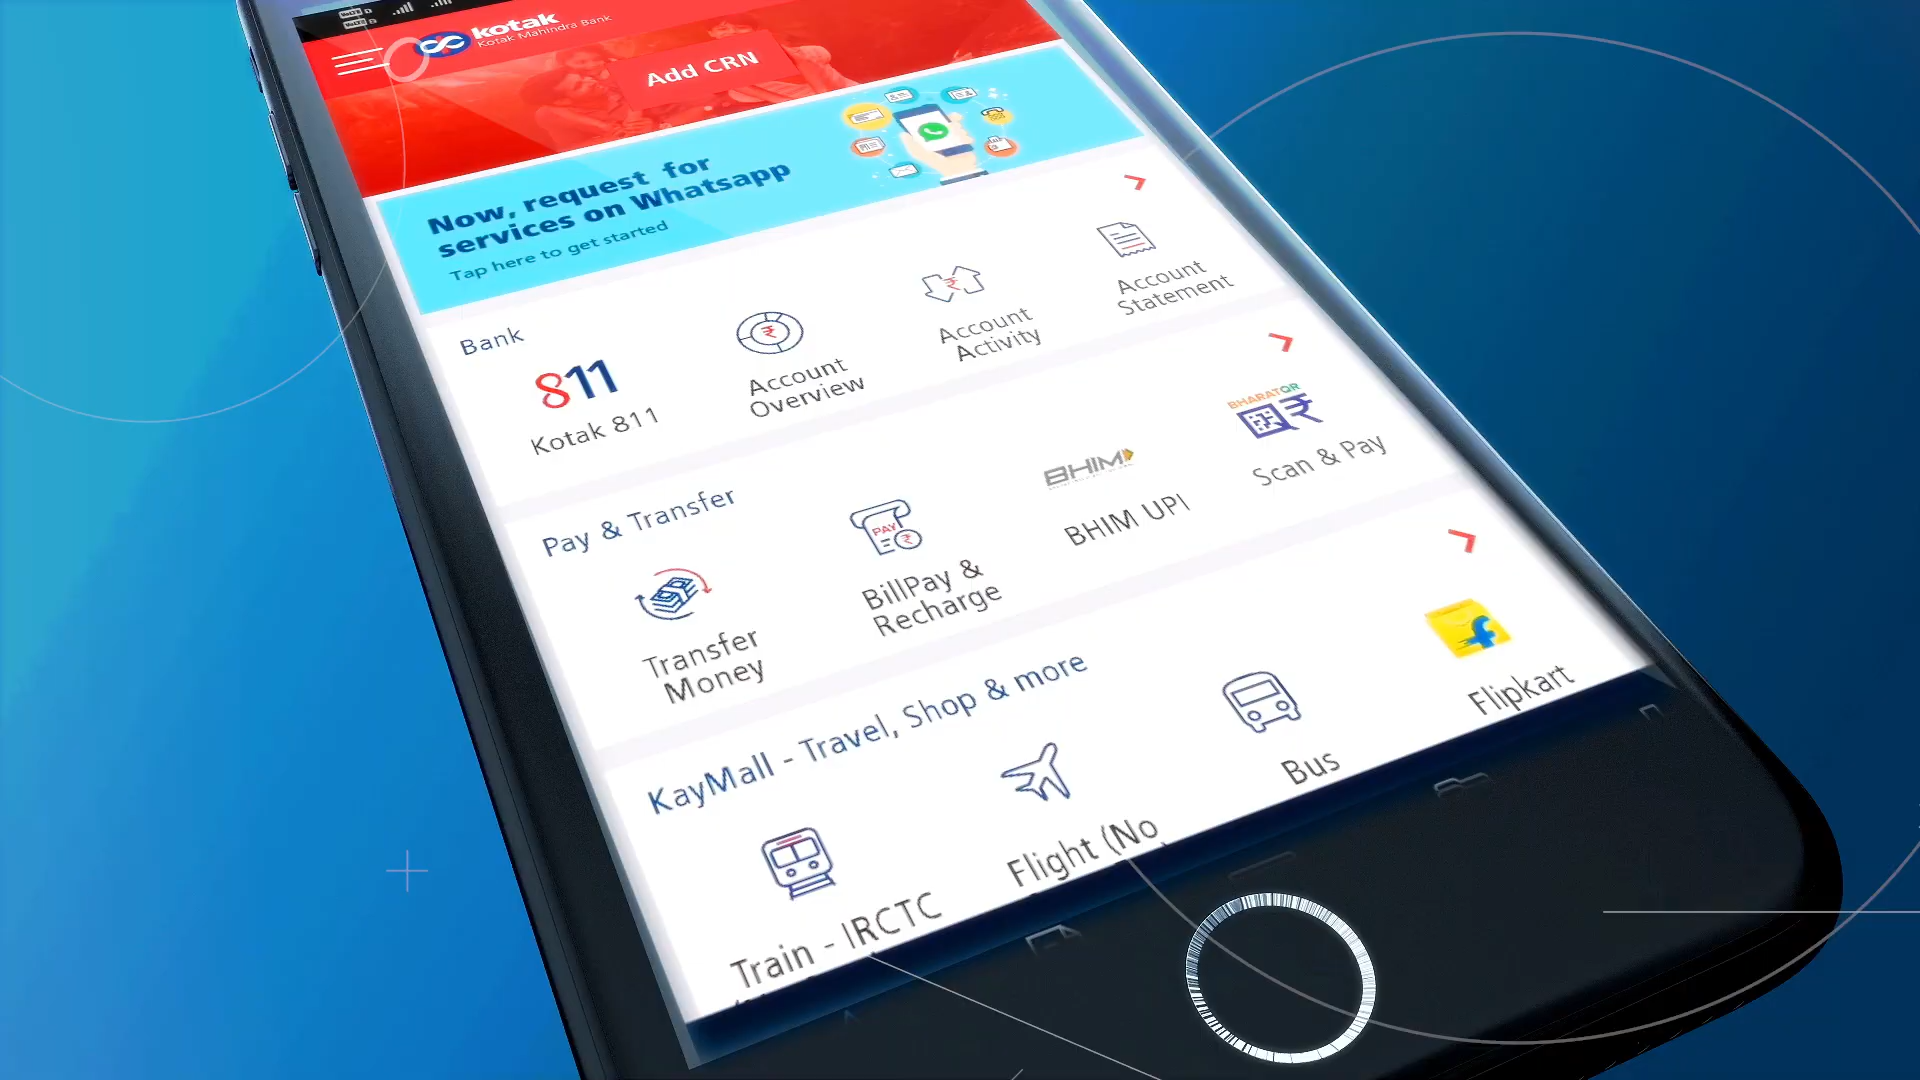 kotak
Kotak Mahindra Bank
Add CRN
Now, request for
services on Whatsapp
Tap here to get started
Bank
811
Kotak 811
Account
Overview
Account
Activity
Account
Statement
Pay & Transfer
Transfer
Money
PAY
BillPay &
Recharge
BHIM
BHIM UPI
BHARATQR
Scan & Pay
KayMall - Travel, Shop & more
Train - IRCTC
Flight (No
Bus
Flipkart